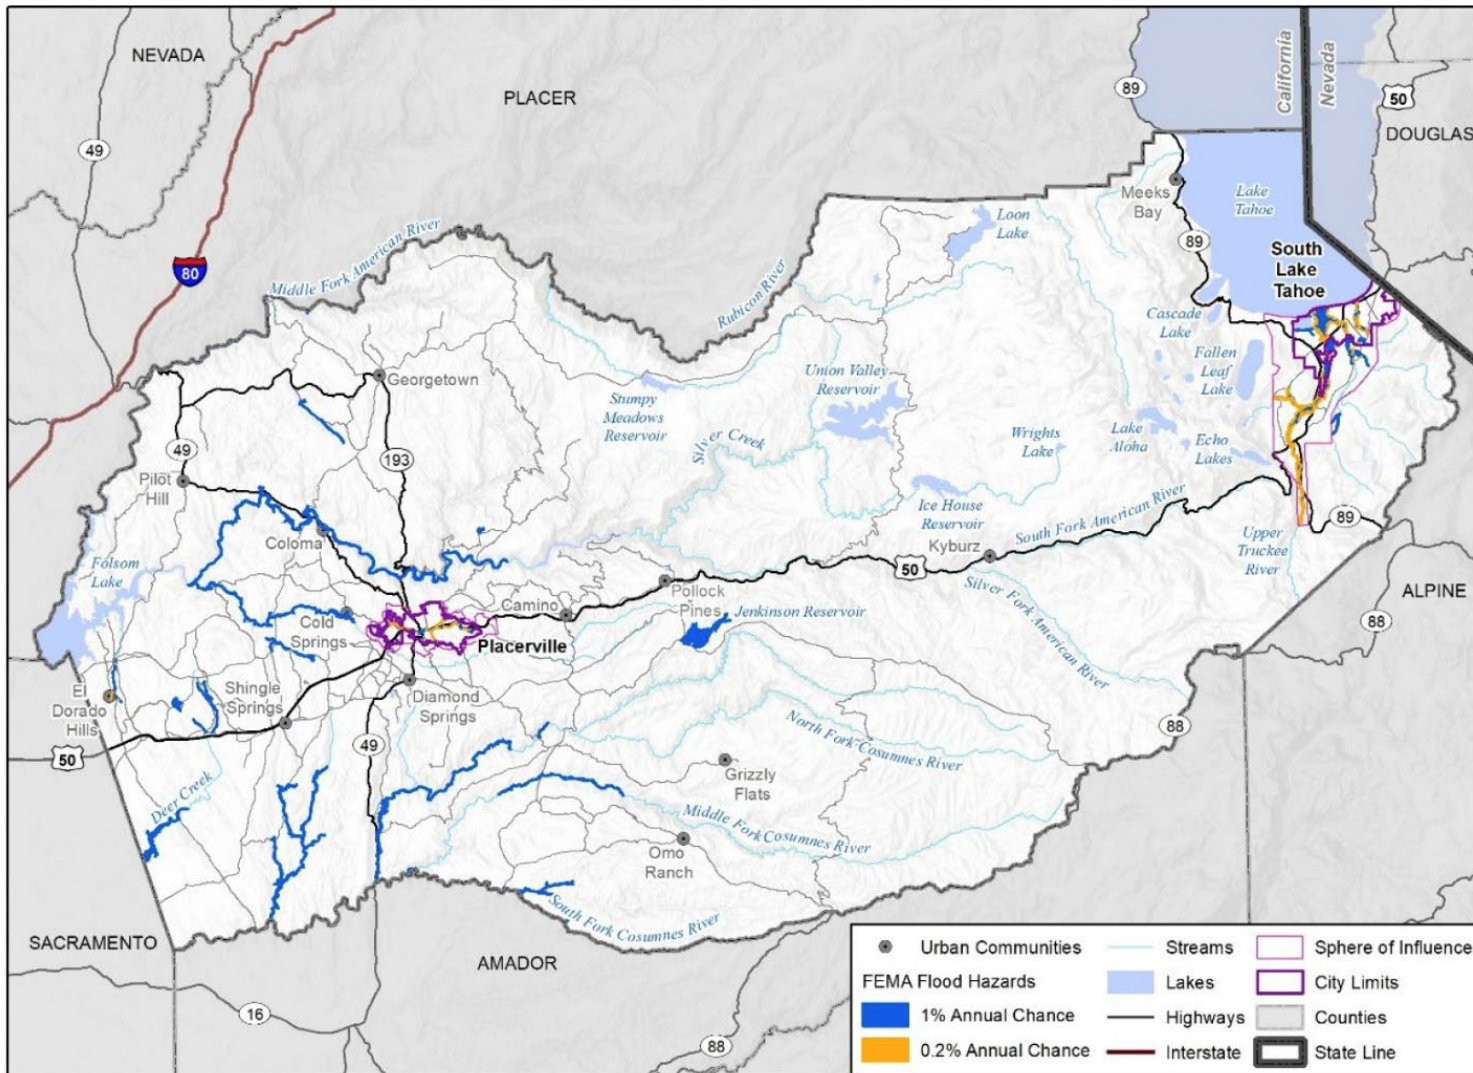 NEVADA
PLACER
89
California
Nevada
50
DOUGLAS
49
Meeks
Bay
Lake
Tahoe
Loon
Lake
89
80
Middle Fork American River
Rubicon River
South
Lake
Tahoe
Cascade
Lake
Fallen
Leaf
Lake
Georgetown
Stumpy
Meadows
Reservoir
Union Valley
Reservoir
Silver Creek
Wrights
Lake
Lake
Aloha
Echo
Lakes
49
193
Pilot
Hill
Ice House
Reservoir
South Fork American River
89
Coloma
Kyburz
Upper
Truckee
River
Folsom
Lake
50
Pollock
Pines
Silver Fork American River
ALPINE
Camino
Jenkinson Reservoir
88
Cold
Springs
Placerville
El
Dorado
Hills
Shingle
Springs
Diamond
Springs
88
50
49
North Fork Cosumnes River
Grizzly
Flats
Deer Creek
Middle Fork Cosumnes River
Omo
Ranch
South Fork Cosumnes River
SACRAMENTO
AMADOR
16
88
Urban Communities
FEMA Flood Hazards
1% Annual Chance
0.2% Annual Chance
Streams
Lakes
Highways
Interstate
Sphere of Influence
City Limits
Counties
State Line